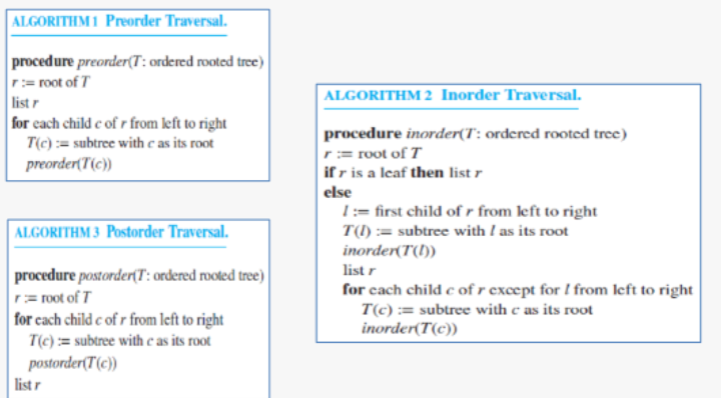 ALGORITHM 1 Preorder Traversal.
procedure preorder(T: ordered rooted tree)
r := root of T
list r
for each child c of r from left to right
T(c) := subtree with c as its root
preorder(T(c))
ALGORITHM 2 Inorder Traversal.
procedure inorder(T: ordered rooted tree)
r := root of T
if r is a leaf then list r
else
l := first child of r from left to right
T(l) := subtree with l as its root
inorder(T(l))
list r
for each child c of r except for l from left to right
T(c) := subtree with c as its root
inorder(T(c))
ALGORITHM 3 Postorder Traversal.
procedure postorder(T: ordered rooted tree)
r := root of T
for each child c of r from left to right
T(c) := subtree with c as its root
postorder(T(c))
list r